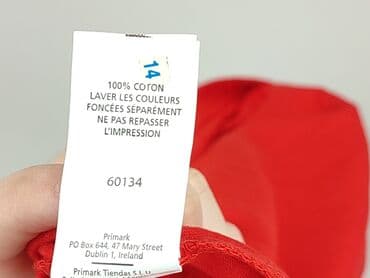 14
100% COTON
LAVER LES COULEURS
FONCÉES SÉPARÉMENT
NE PAS REPASSER
L'IMPRESSION
60134
Primark
PO Box 644, 47 Mary Street
Dublin 1, Ireland
Primark Tiendas